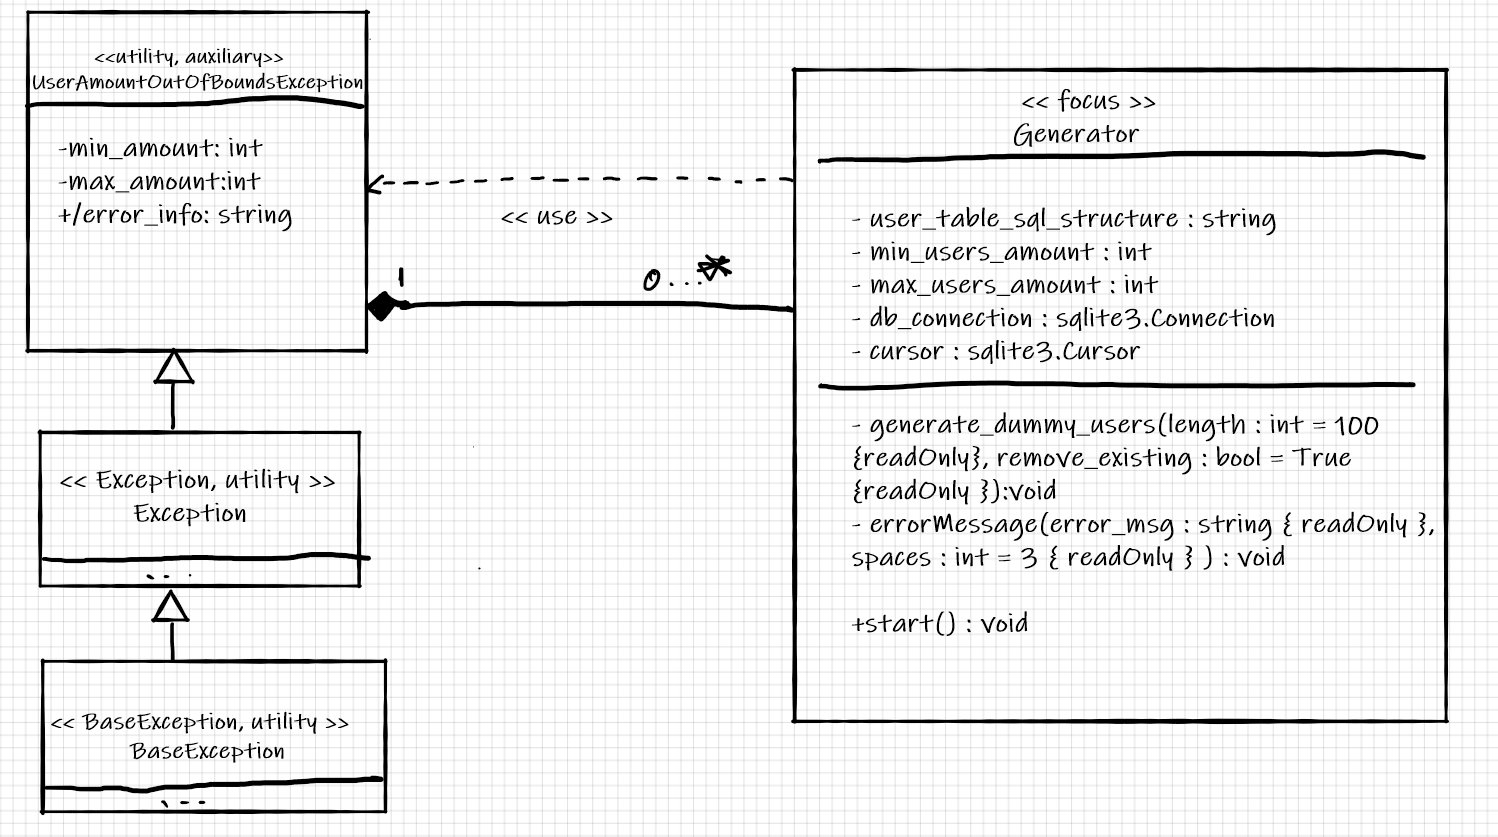 <<utility, auxiliary>>
UserAmountOutOfBoundsException
-min_amount: int
-max_amount:int
+/error_info: string
<< use >>
1
0...*
<< Exception, utility >>
Exception
...
<< BaseException, utility >>
BaseException
...
<< focus >>
Generator
- user_table_sql_structure : string
- min_users_amount : int
- max_users_amount : int
- db_connection : sqlite3.Connection
- cursor : sqlite3.Cursor
- generate_dummy_users(length : int = 100
{readOnly}, remove_existing : bool = True
{readOnly }):void
- errorMessage(error_msg : string { readOnly },
spaces : int = 3 { readOnly } ) : void
+start() : void